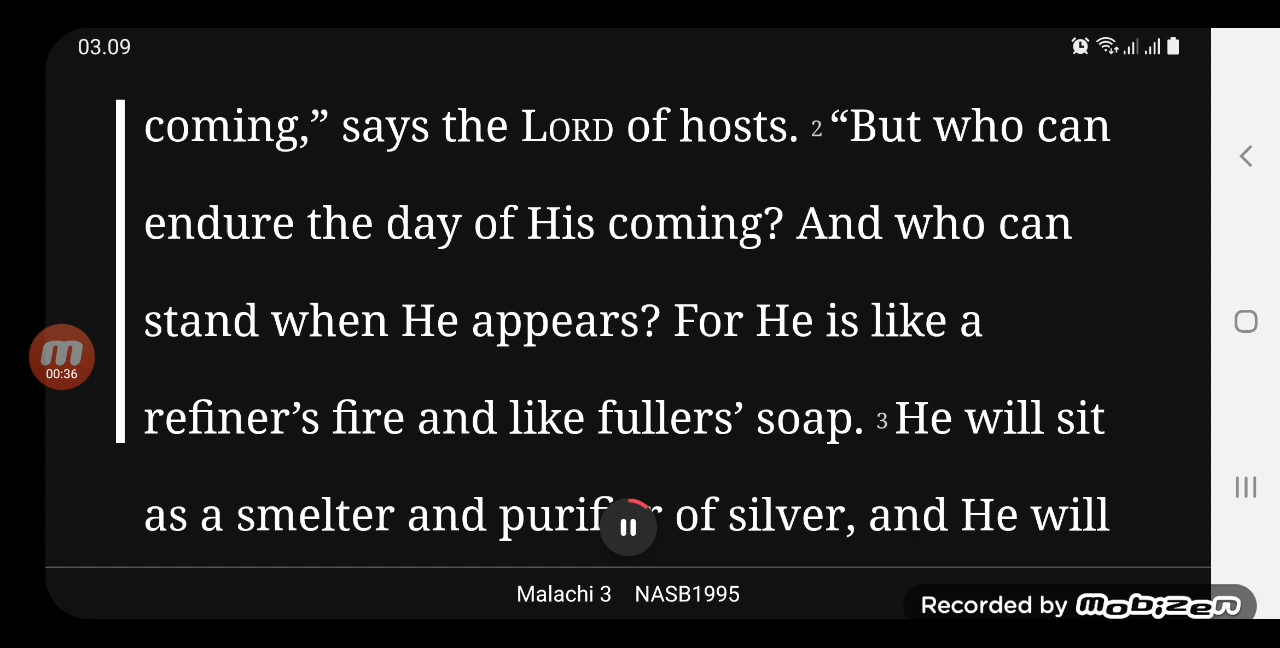 03.09
coming,” says the LORD of hosts. 2 “But who can
endure the day of His coming? And who can
stand when He appears? For He is like a
refiner’s fire and like fullers’ soap. 3 He will sit
m
00:36
as a smelter and purifier of silver, and He will
Malachi 3 NASB1995
Recorded by mobizen